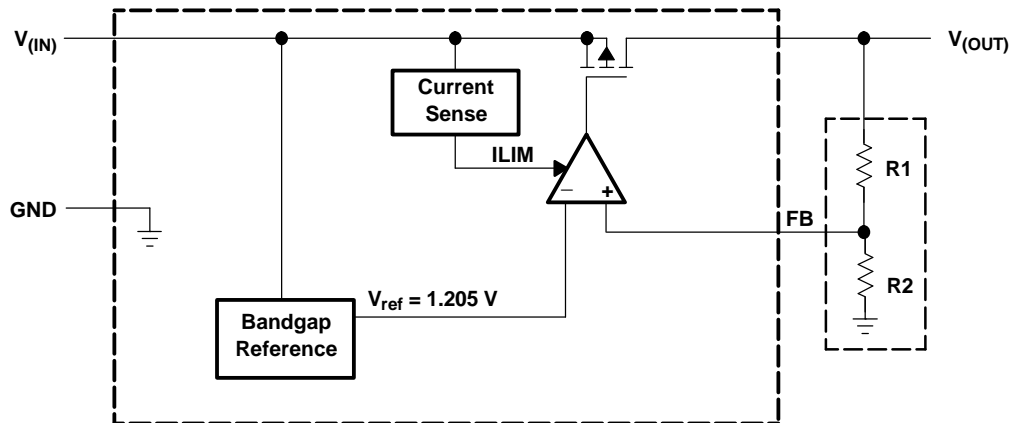 V(IN)
V(OUT)
Current
Sense
ILIM
R1
− +
GND
FB
R2
Vref = 1.205 V
Bandgap
Reference